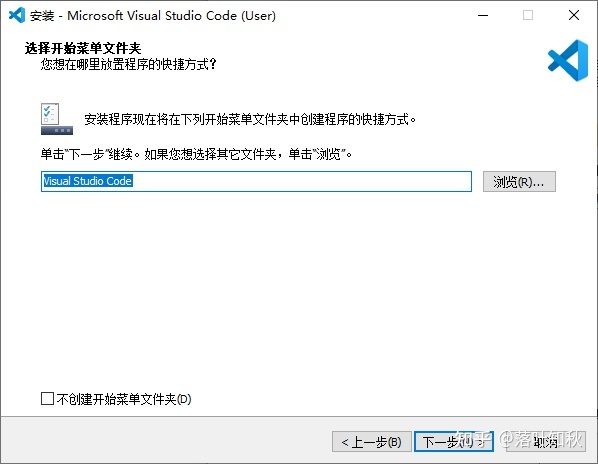 安装 - Microsoft Visual Studio Code (User)
选择开始菜单文件夹
您想在哪里放置程序的快捷方式？
安装程序现在将在下列开始菜单文件夹中创建程序的快捷方式。
单击“下一步”继续。如果您想选择其它文件夹，单击“浏览”。
Visual Studio Code
浏览(R)...
不创建开始菜单文件夹(D)
< 上一步(B)
下一步(N) >
取消
知乎 @落叶知秋